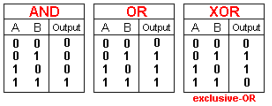 AND
A B Output
0 0 0
0 1 0
1 0 0
1 1 1
OR
A B Output
0 0 0
0 1 1
1 0 1
1 1 1
XOR
A B Output
0 0 0
0 1 1
1 0 1
1 1 0
exclusive-OR